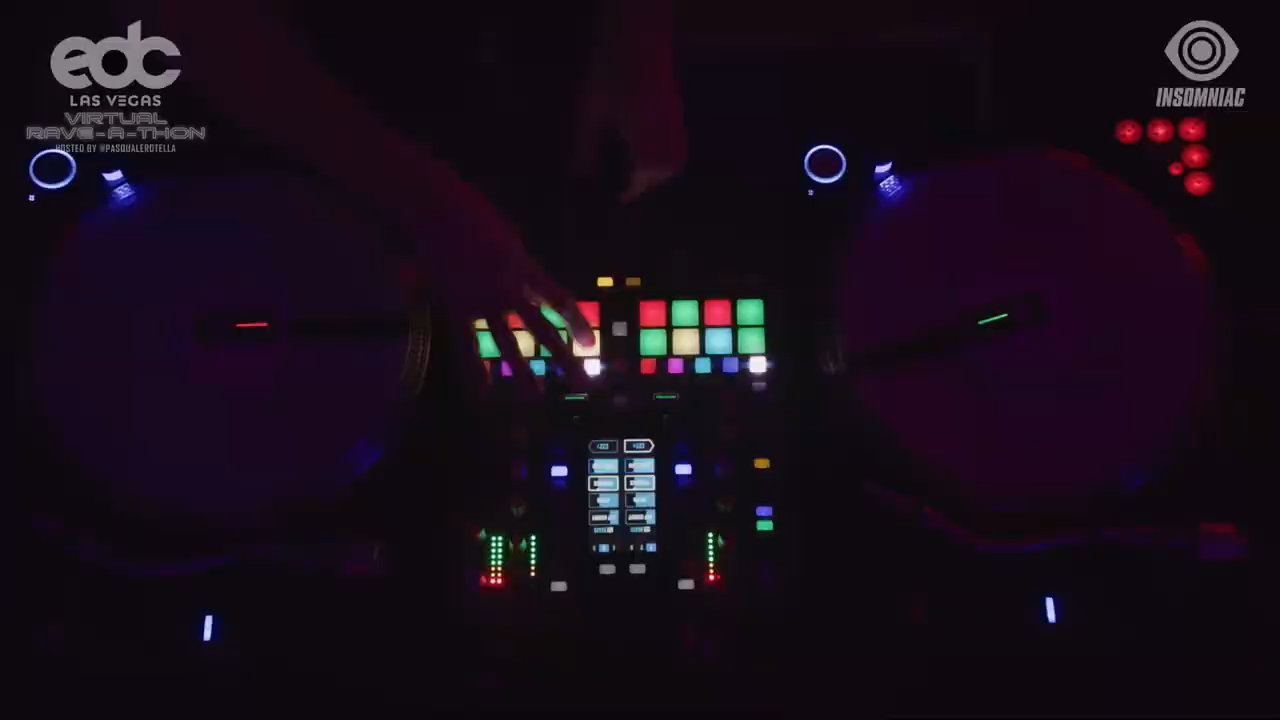 edc
LAS VEGAS
VIRTUAL
RAVE-A-THON
HOSTED BY @PASQUALEROTELLA
INSOMNIAC